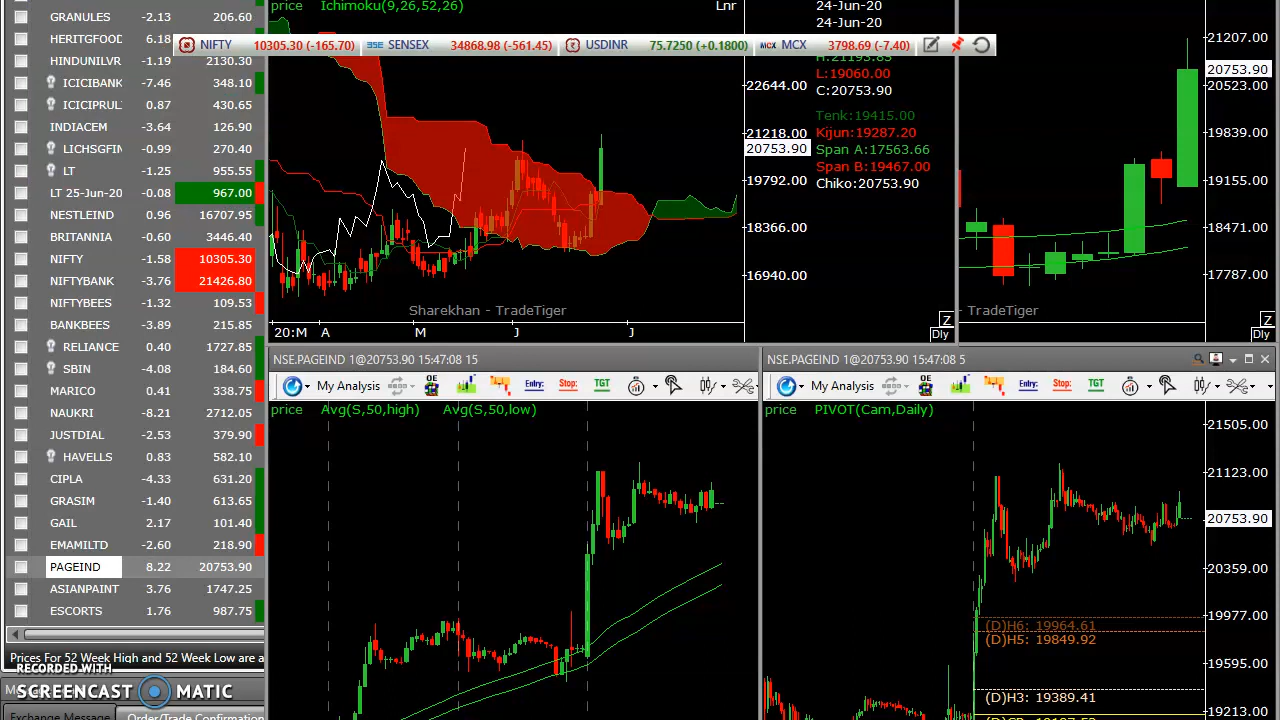 GRANULES -2.13 206.60
HERITGFOOD 6.18
HINDUNILVR -1.19 2130.30
ICICIBANK -7.46 348.10
ICICIPRUL 0.87 430.65
INDIACEM -3.64 126.90
LICHSGFIN -0.99 270.40
LT -1.25 955.55
LT 25-Jun-20 -0.08 967.00
NESTLEIND 0.96 16707.95
BRITANNIA -0.60 3446.40
NIFTY -1.58 10305.30
NIFTYBANK -3.76 21426.80
NIFTYBEES -1.32 109.53
BANKBEES -3.89 215.85
RELIANCE 0.40 1727.85
SBIN -4.08 184.60
MARICO 0.41 338.75
NAUKRI -8.21 2712.05
JUSTDIAL -2.53 379.90
HAVELLS 0.83 582.10
CIPLA -4.33 631.20
GRASIM -1.40 613.65
GAIL 2.17 101.40
EMAMILTD -2.60 218.90
PAGEIND 8.22 20753.90
ASIANPAINT 3.76 1747.25
ESCORTS 1.76 987.75
Prices For 52 Week High and 52 Week Low are a
RECORDED WITH
SCREENCAST MATIC
Exchange Message Order/Trade Confirmation
NIFTY 10305.30 (-165.70) BSE SENSEX 34868.98 (-561.45) USDINR 75.7250 (+0.1800) MCX MCX 3798.69 (-7.40)
price Ichimoku(9,26,52,26) Lnr
24-Jun-20
24-Jun-20
H:21193.85
L:19060.00
C:20753.90
Tenk:19415.00
Kijun:19287.20
Span A:17563.66
Span B:19467.00
Chiko:20753.90
22644.00
21218.00
20753.90
19792.00
18366.00
16940.00
Sharekhan - TradeTiger
20:M A M J J
Z
Dly
21207.00
20753.90
20523.00
19839.00
19155.00
18471.00
17787.00
- TradeTiger
Z
Dly
NSE.PAGEIND 1@20753.90 15:47:08 15
My Analysis OE Entry: Stop: TGT
price Avg(S,50,high) Avg(S,50,low)
NSE.PAGEIND 1@20753.90 15:47:08 5
My Analysis OE Entry: Stop: TGT
price PIVOT(Cam,Daily)
21505.00
21123.00
20753.90
20359.00
19977.00
19595.00
19213.00
(D)H6: 19964.61
(D)H5: 19849.92
(D)H3: 19389.41